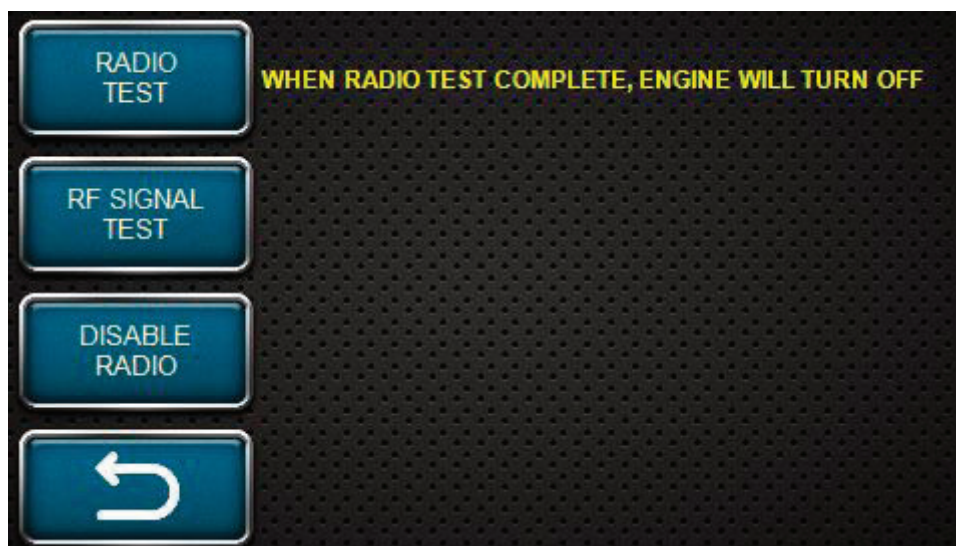 RADIO
TEST
WHEN RADIO TEST COMPLETE, ENGINE WILL TURN OFF
RF SIGNAL
TEST
DISABLE
RADIO